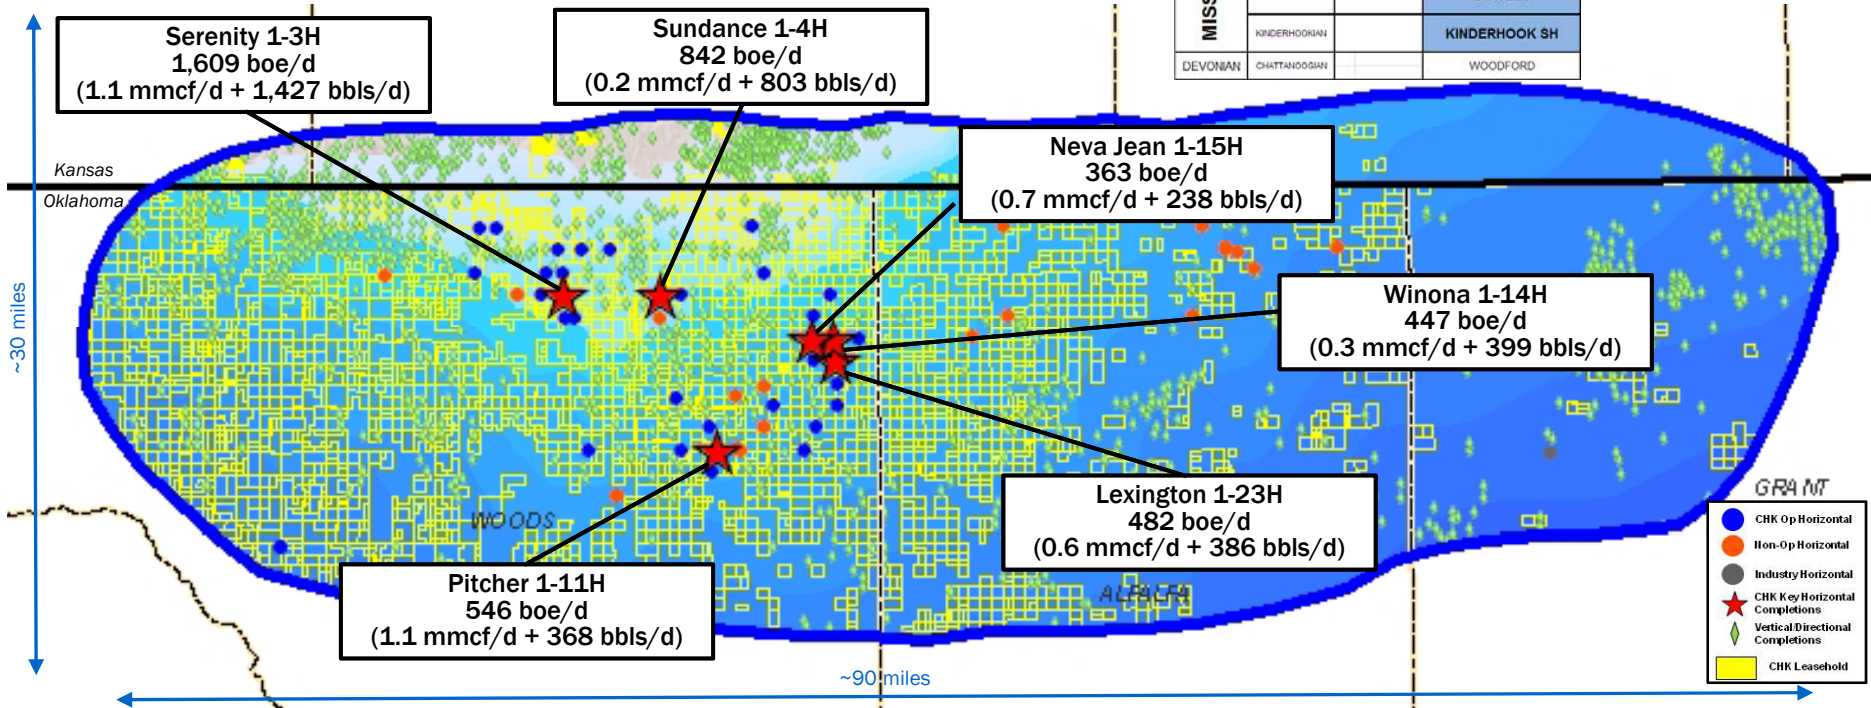 MISS
KINDERHOOKIAN
KINDERHOOK SH
DEVONIAN
CHATTANOOGIAN
WOODFORD
Serenity 1-3H
1,609 boe/d
(1.1 mmcf/d + 1,427 bbls/d)
Sundance 1-4H
842 boe/d
(0.2 mmcf/d + 803 bbls/d)
Neva Jean 1-15H
363 boe/d
(0.7 mmcf/d + 238 bbls/d)
Kansas
Oklahoma
Winona 1-14H
447 boe/d
(0.3 mmcf/d + 399 bbls/d)
~30 miles
Lexington 1-23H
482 boe/d
(0.6 mmcf/d + 386 bbls/d)
WOODS
GRANT
Pitcher 1-11H
546 boe/d
(1.1 mmcf/d + 368 bbls/d)
ALFALFA
CHK Op Horizontal
Non-Op Horizontal
Industry Horizontal
CHK Key Horizontal
Completions
Vertical/Directional
Completions
CHK Leasehold
~90 miles